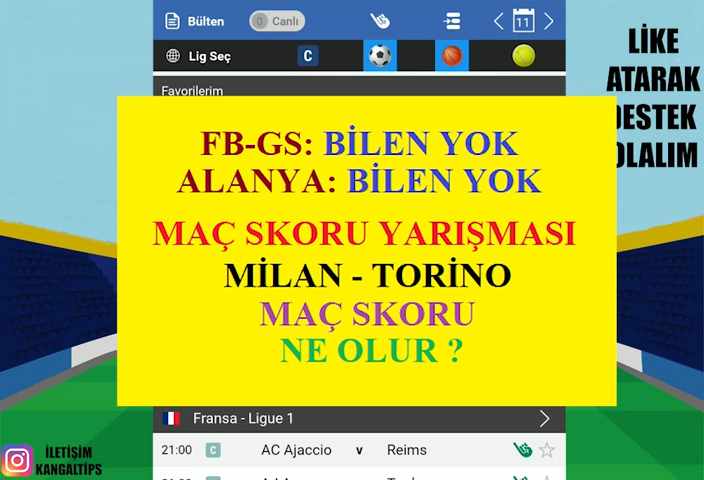 Bülten
0 Canlı
11
Lig Seç
C
Favorilerim
LİKE
ATARAK
DESTEK
OLALIM
FB-GS: BİLEN YOK
ALANYA: BİLEN YOK
MAÇ SKORU YARIŞMASI
MİLAN - TORİNO
MAÇ SKORU
NE OLUR ?
Fransa - Ligue 1
21:00 C AC Ajaccio v Reims
İLETİŞİM
KANGALTİPS